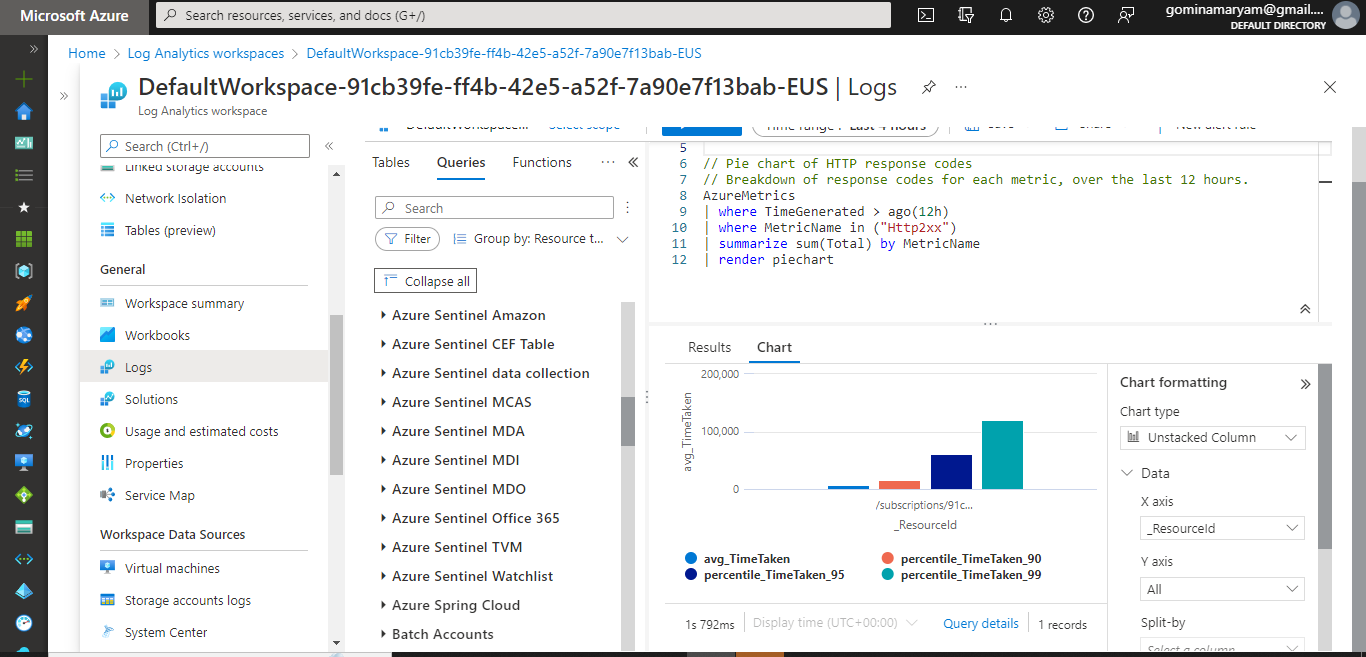 Microsoft Azure
Search resources, services, and docs (G+/)
gominamaryam@gmail....
DEFAULT DIRECTORY
Home > Log Analytics workspaces > DefaultWorkspace-91cb39fe-ff4b-42e5-a52f-7a90e7f13bab-EUS
DefaultWorkspace-91cb39fe-ff4b-42e5-a52f-7a90e7f13bab-EUS | Logs
Log Analytics workspace
Search (Ctrl+/)
Linked storage accounts
Network Isolation
Tables (preview)
General
Workspace summary
Workbooks
Logs
Solutions
Usage and estimated costs
Properties
Service Map
Workspace Data Sources
Virtual machines
Storage accounts logs
System Center
DefaultWorkspace... Select scope
Time range : Last 4 hours
Save
Share
New alert rule
Tables Queries Functions
Search
Filter
Group by: Resource t...
Collapse all
Azure Sentinel Amazon
Azure Sentinel CEF Table
Azure Sentinel data collection
Azure Sentinel MCAS
Azure Sentinel MDA
Azure Sentinel MDI
Azure Sentinel MDO
Azure Sentinel Office 365
Azure Sentinel TVM
Azure Sentinel Watchlist
Azure Spring Cloud
Batch Accounts
5
6 // Pie chart of HTTP response codes
7 // Breakdown of response codes for each metric, over the last 12 hours.
8 AzureMetrics
9 | where TimeGenerated > ago(12h)
10 | where MetricName in ("Http2xx")
11 | summarize sum(Total) by MetricName
12 | render piechart
Results Chart
200,000
100,000
0
avg_TimeTaken
/subscriptions/91c...
_ResourceId
avg_TimeTaken
percentile_TimeTaken_90
percentile_TimeTaken_95
percentile_TimeTaken_99
1s 792ms
Display time (UTC+00:00)
Query details
1 records
Chart formatting
Chart type
Unstacked Column
Data
X axis
_ResourceId
Y axis
All
Split-by
Select a column